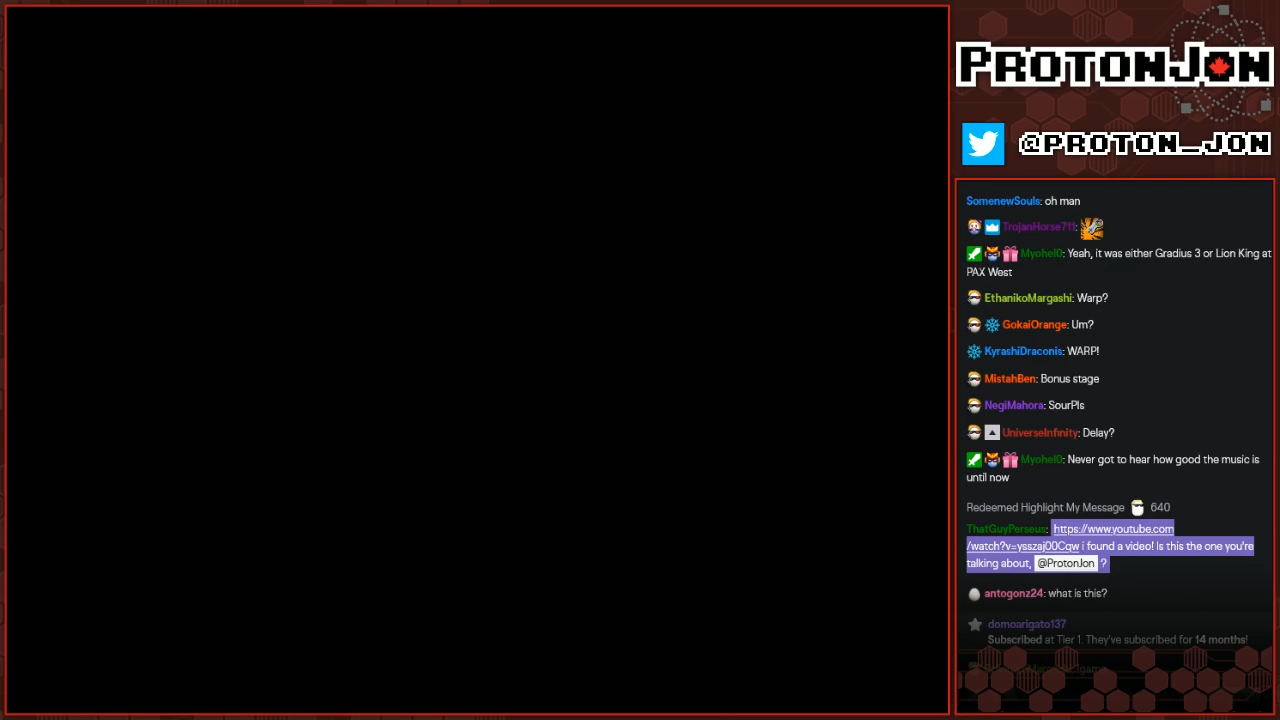 PROTONJON
@PROTON_JON
SomenewSouls: oh man
TrojanHorse711:
Myohel0: Yeah, it was either Gradius 3 or Lion King at
PAX West
EthanikoMargashi: Warp?
GokaiOrange: Um?
KyrashiDraconis: WARP!
MistahBen: Bonus stage
NegiMahora: SourPls
UniverseInfinity: Delay?
Myohel0: Never got to hear how good the music is
until now
Redeemed Highlight My Message 640
ThatGuyPerseus: https://www.youtube.com
/watch?v=ysszaj00Cqw i found a video! Is this the one you're
talking about, @ProtonJon ?
antogonz24: what is this?
domoarigato137
Subscribed at Tier 1. They've subscribed for 14 months!